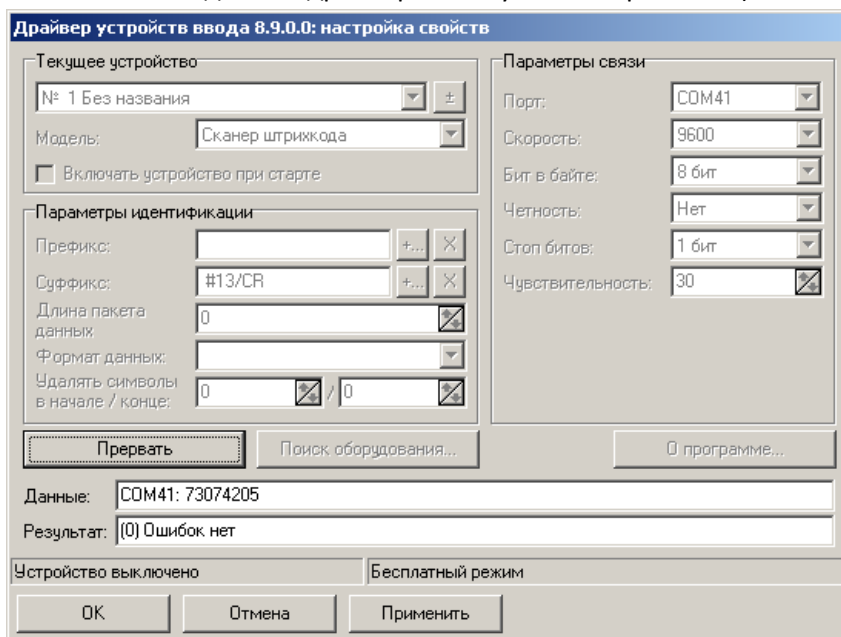 Драйвер устройств ввода 8.9.0.0: настройка свойств
Текущее устройство
№ 1 Без названия
±
Модель:
Сканер штрихкода
Включать устройство при старте
Параметры идентификации
Префикс:
+...
X
Суффикс:
#13/CR
+...
X
Длина пакета
данных
0
Формат данных:
Удалять символы
в начале / конце:
0
/
0
Параметры связи
Порт:
COM41
Скорость:
9600
Бит в байте:
8 бит
Четность:
Нет
Стоп битов:
1 бит
Чувствительность:
30
Прервать
Поиск оборудования...
О программе...
Данные:
COM41: 73074205
Результат:
(0) Ошибок нет
Устройство выключено
Бесплатный режим
ОК
Отмена
Применить